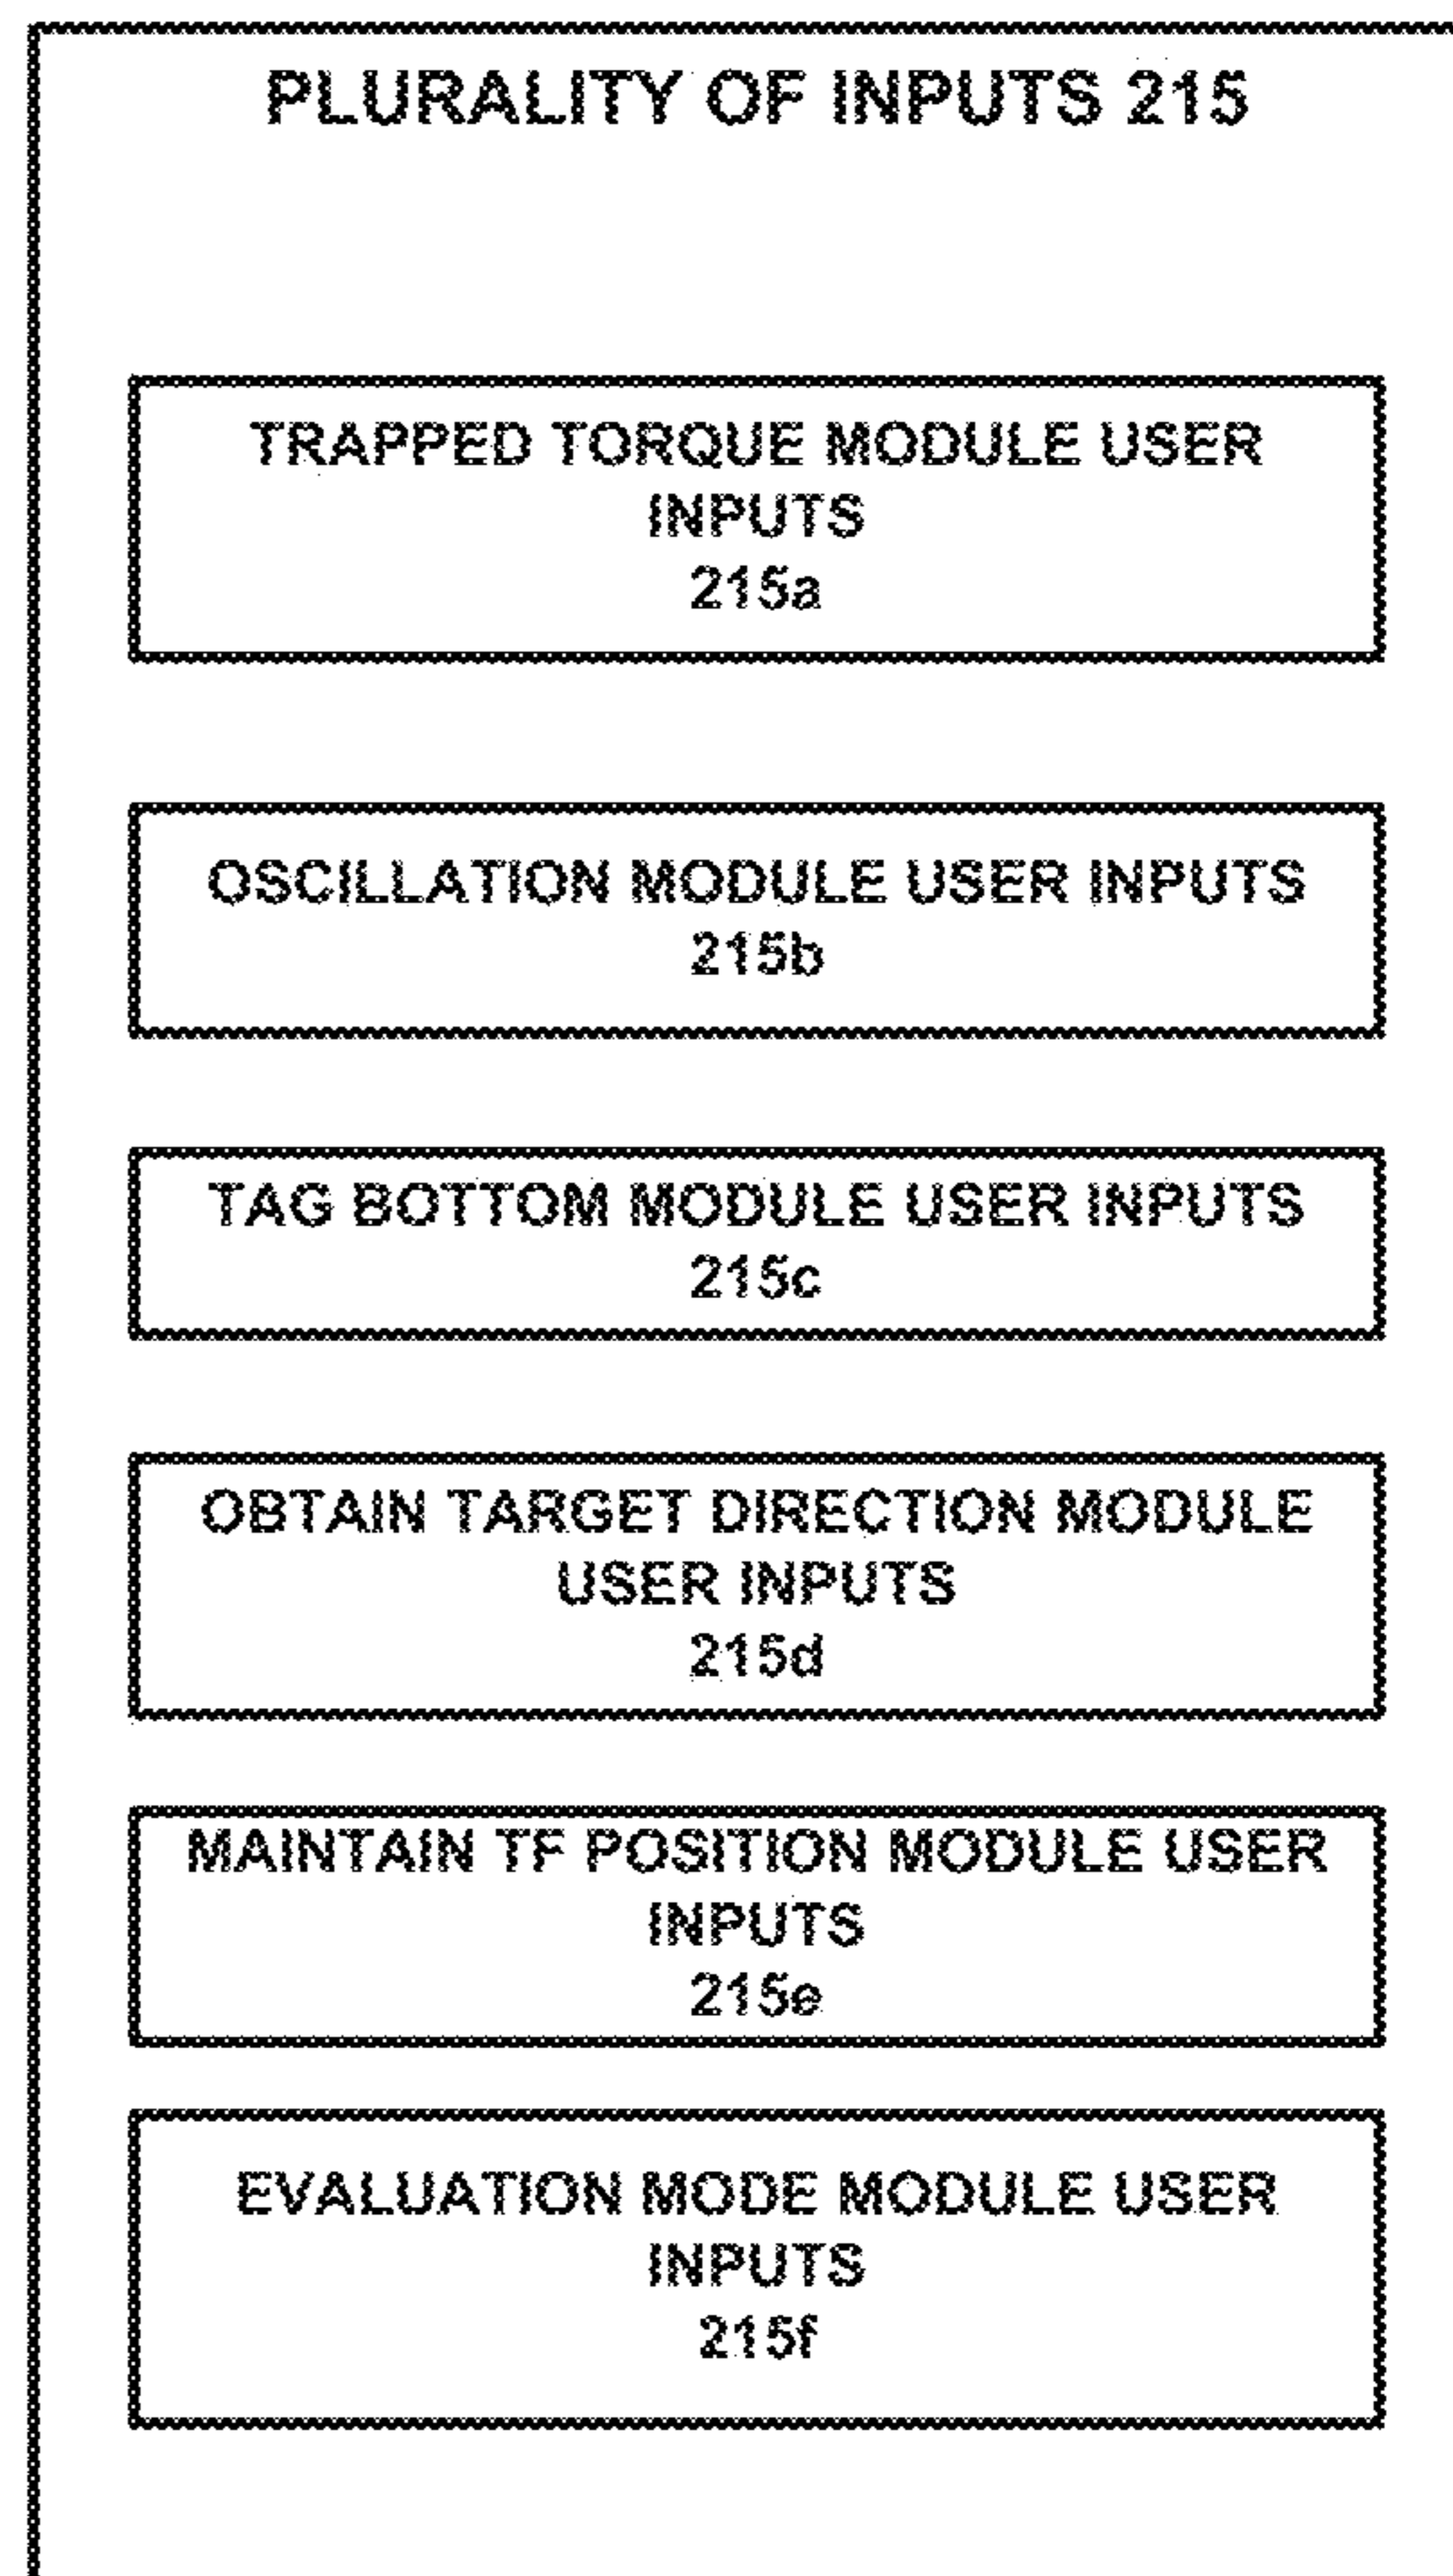 PLURALITY OF INPUTS 215
TRAPPED TORQUE MODULE USER
INPUTS
215a
OSCILLATION MODULE USER INPUTS
215b
TAG BOTTOM MODULE USER INPUTS
215c
OBTAIN TARGET DIRECTION MODULE
USER INPUTS
215d
MAINTAIN TF POSITION MODULE USER
INPUTS
215e
EVALUATION MODE MODULE USER
INPUTS
215f